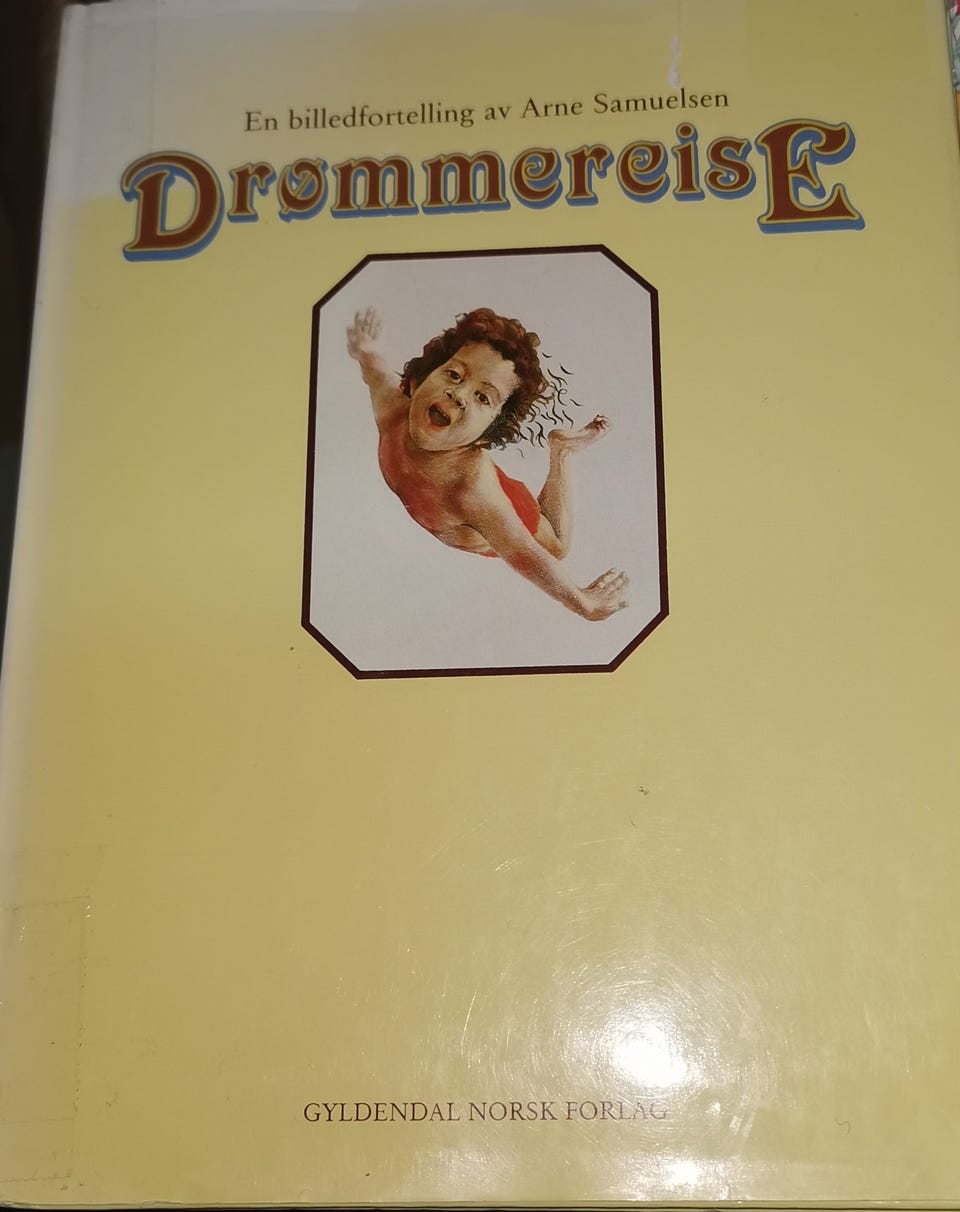 En billedfortelling av Arne Samuelsen
DrømmereisE
GYLDENDAL NORSK FORLAG